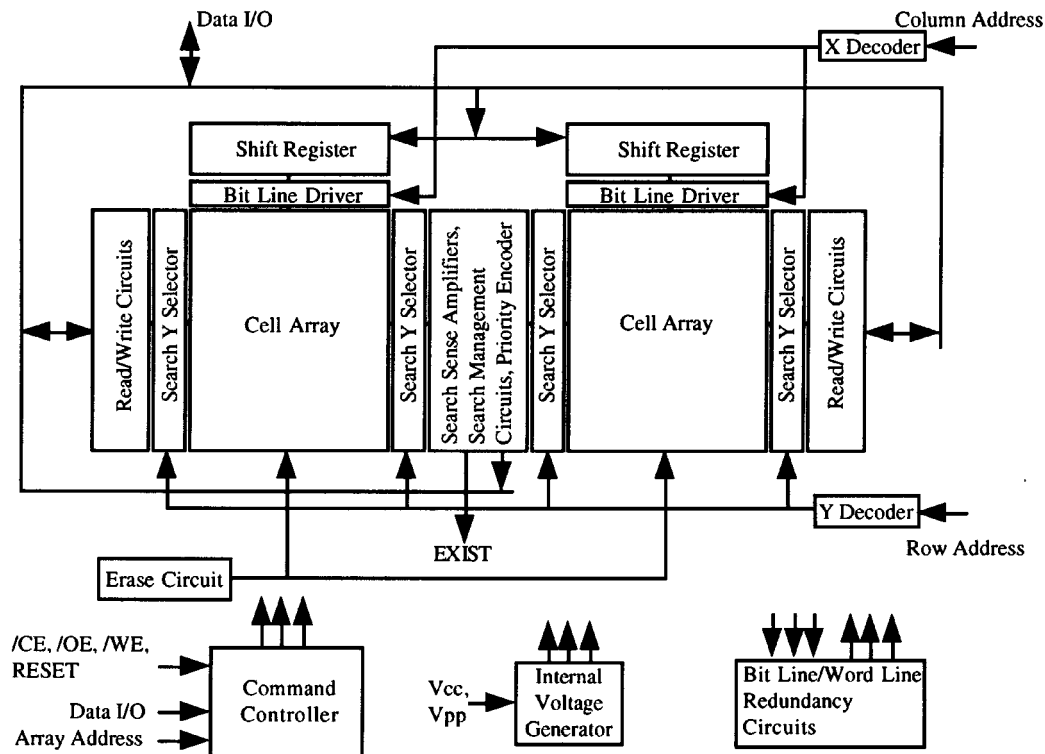 Data I/O
Column Address
X Decoder
Shift Register
Shift Register
Bit Line Driver
Bit Line Driver
Read/Write Circuits
Search Y Selector
Cell Array
Search Y Selector
Search Sense Amplifiers,
Search Management
Circuits, Priority Encoder
Search Y Selector
Cell Array
Search Y Selector
Read/Write Circuits
Y Decoder
Row Address
EXIST
Erase Circuit
/CE, /OE, /WE,
RESET
Data I/O
Array Address
Command
Controller
Vcc,
Vpp
Internal
Voltage
Generator
Bit Line/Word Line
Redundancy
Circuits